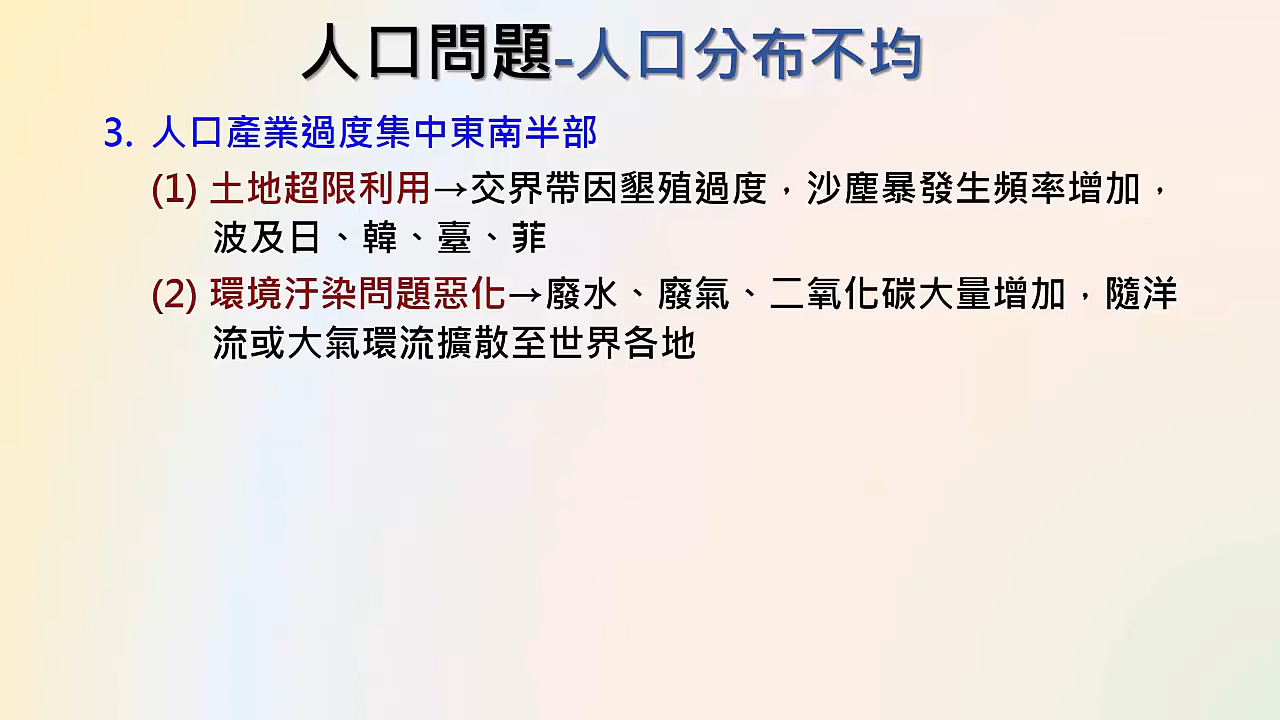 人口問題-人口分布不均
3. 人口產業過度集中東南半部
(1) 土地超限利用→交界帶因墾殖過度，沙塵暴發生頻率增加，
波及日、韓、臺、菲
(2) 環境汙染問題惡化→廢水、廢氣、二氧化碳大量增加，隨洋
流或大氣環流擴散至世界各地